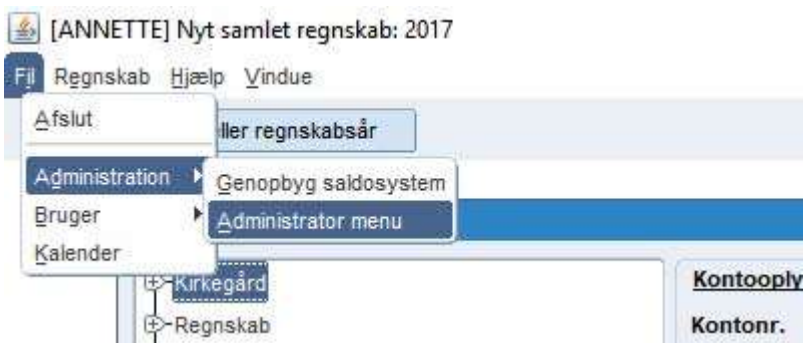 [ANNETTE] Nyt samlet regnskab: 2017
Fil Regnskab Hjælp Vindue
Afslut
ller regnskabsår
Administration
Genopbyg saldosystem
Bruger
Administrator menu
Kalender
Kirkegård
Kontooply
Regnskab
Kontonr.